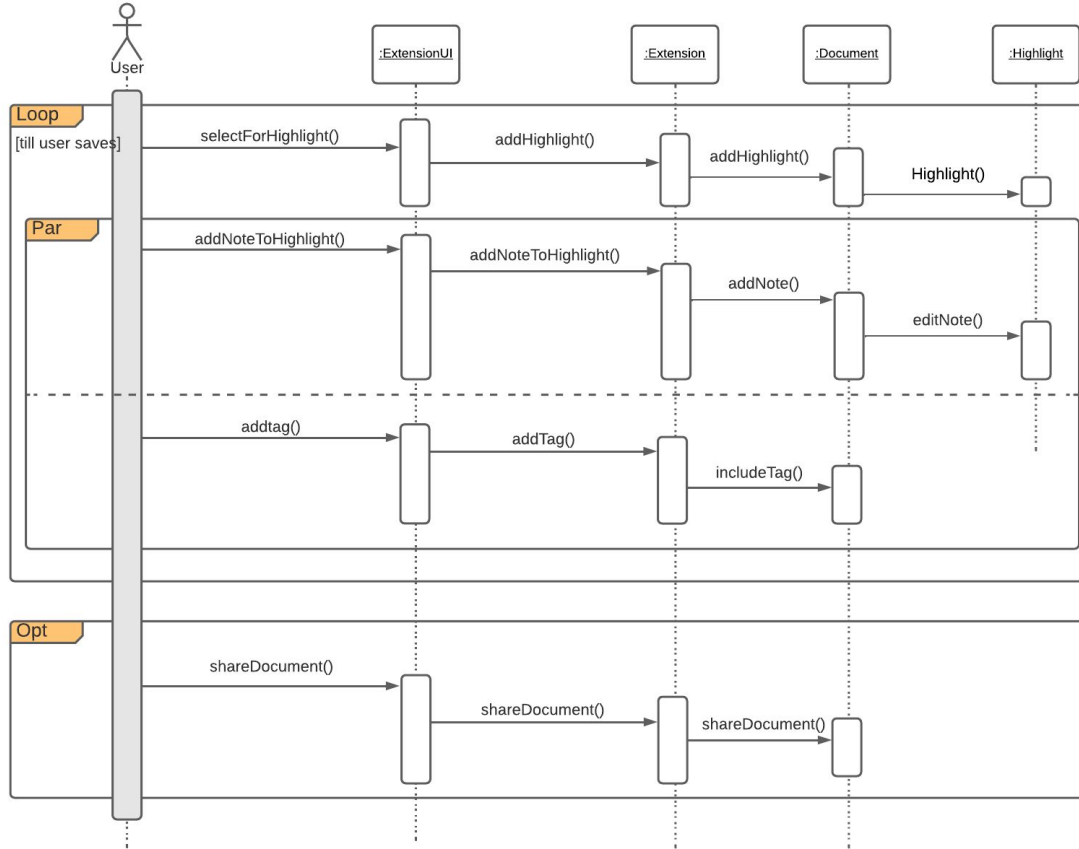 User
:ExtensionUI
:Extension
:Document
:Highlight
Loop
[till user saves]
selectForHighlight()
addHighlight()
addHighlight()
Highlight()
Par
addNoteToHighlight()
addNoteToHighlight()
addNote()
editNote()
addtag()
addTag()
includeTag()
Opt
shareDocument()
shareDocument()
shareDocument()